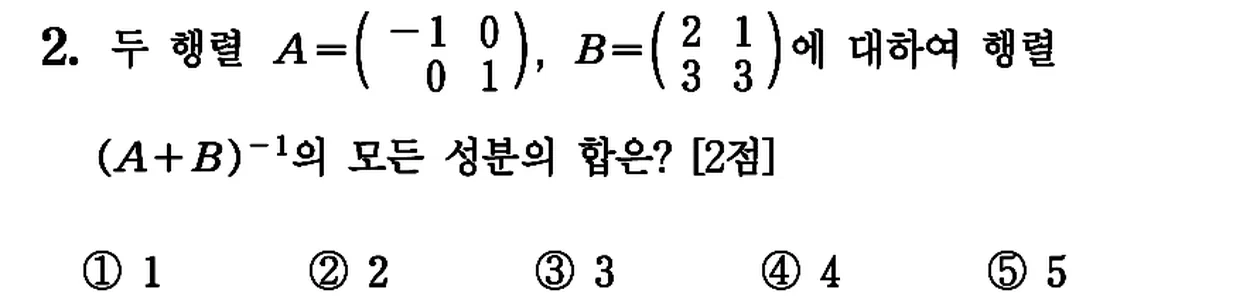 2. 두 행렬 A=( -1 0 ; 0 1 ), B=( 2 1 ; 3 3 )에 대하여 행렬
(A+B)⁻¹의 모든 성분의 합은? [2점]
① 1 ② 2 ③ 3 ④ 4 ⑤ 5